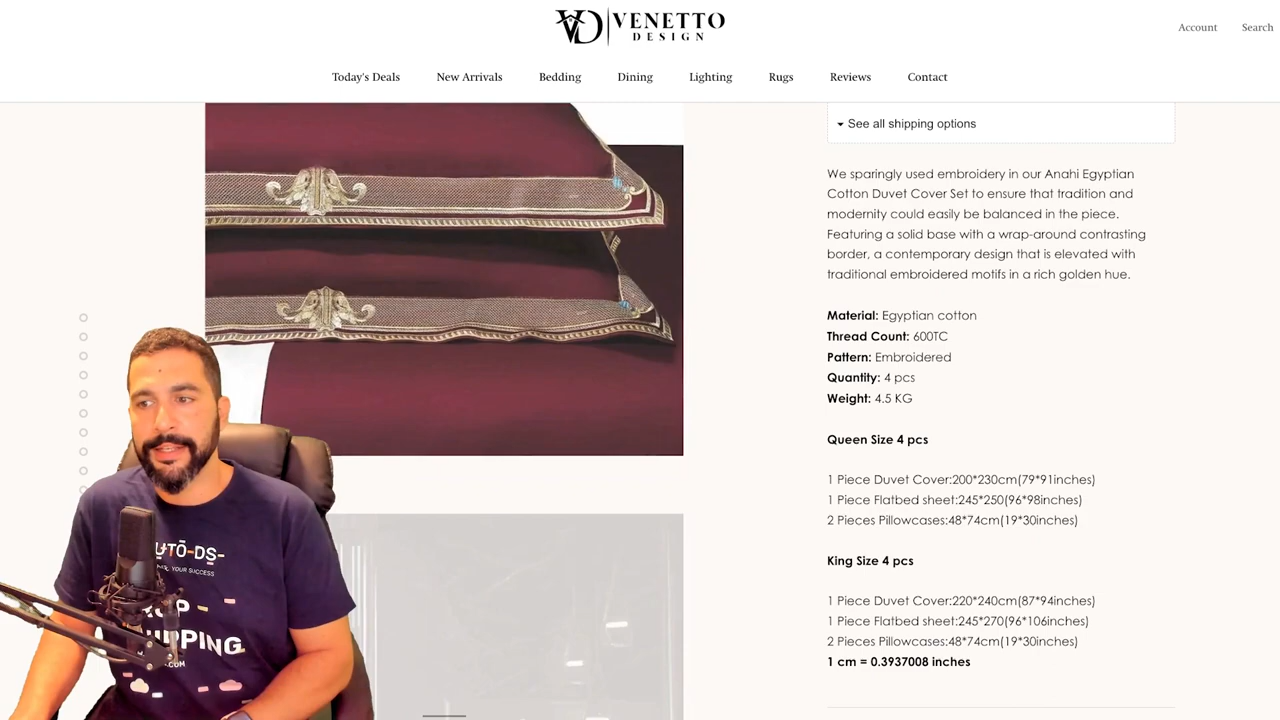 VD VENETTO
DESIGN
Account
Search
Today's Deals
New Arrivals
Bedding
Dining
Lighting
Rugs
Reviews
Contact
See all shipping options
We sparingly used embroidery in our Anahi Egyptian
Cotton Duvet Cover Set to ensure that tradition and
modernity could easily be balanced in the piece.
Featuring a solid base with a wrap-around contrasting
border, a contemporary design that is elevated with
traditional embroidered motifs in a rich golden hue.
Material: Egyptian cotton
Thread Count: 600TC
Pattern: Embroidered
Quantity: 4 pcs
Weight: 4.5 KG
Queen Size 4 pcs
1 Piece Duvet Cover:200*230cm(79*91inches)
1 Piece Flatbed sheet:245*250(96*98inches)
2 Pieces Pillowcases:48*74cm(19*30inches)
King Size 4 pcs
1 Piece Duvet Cover:220*240cm(87*94inches)
1 Piece Flatbed sheet:245*270(96*106inches)
2 Pieces Pillowcases:48*74cm(19*30inches)
1 cm = 0.3937008 inches
UTO-DS-
YOUR SUCCESS